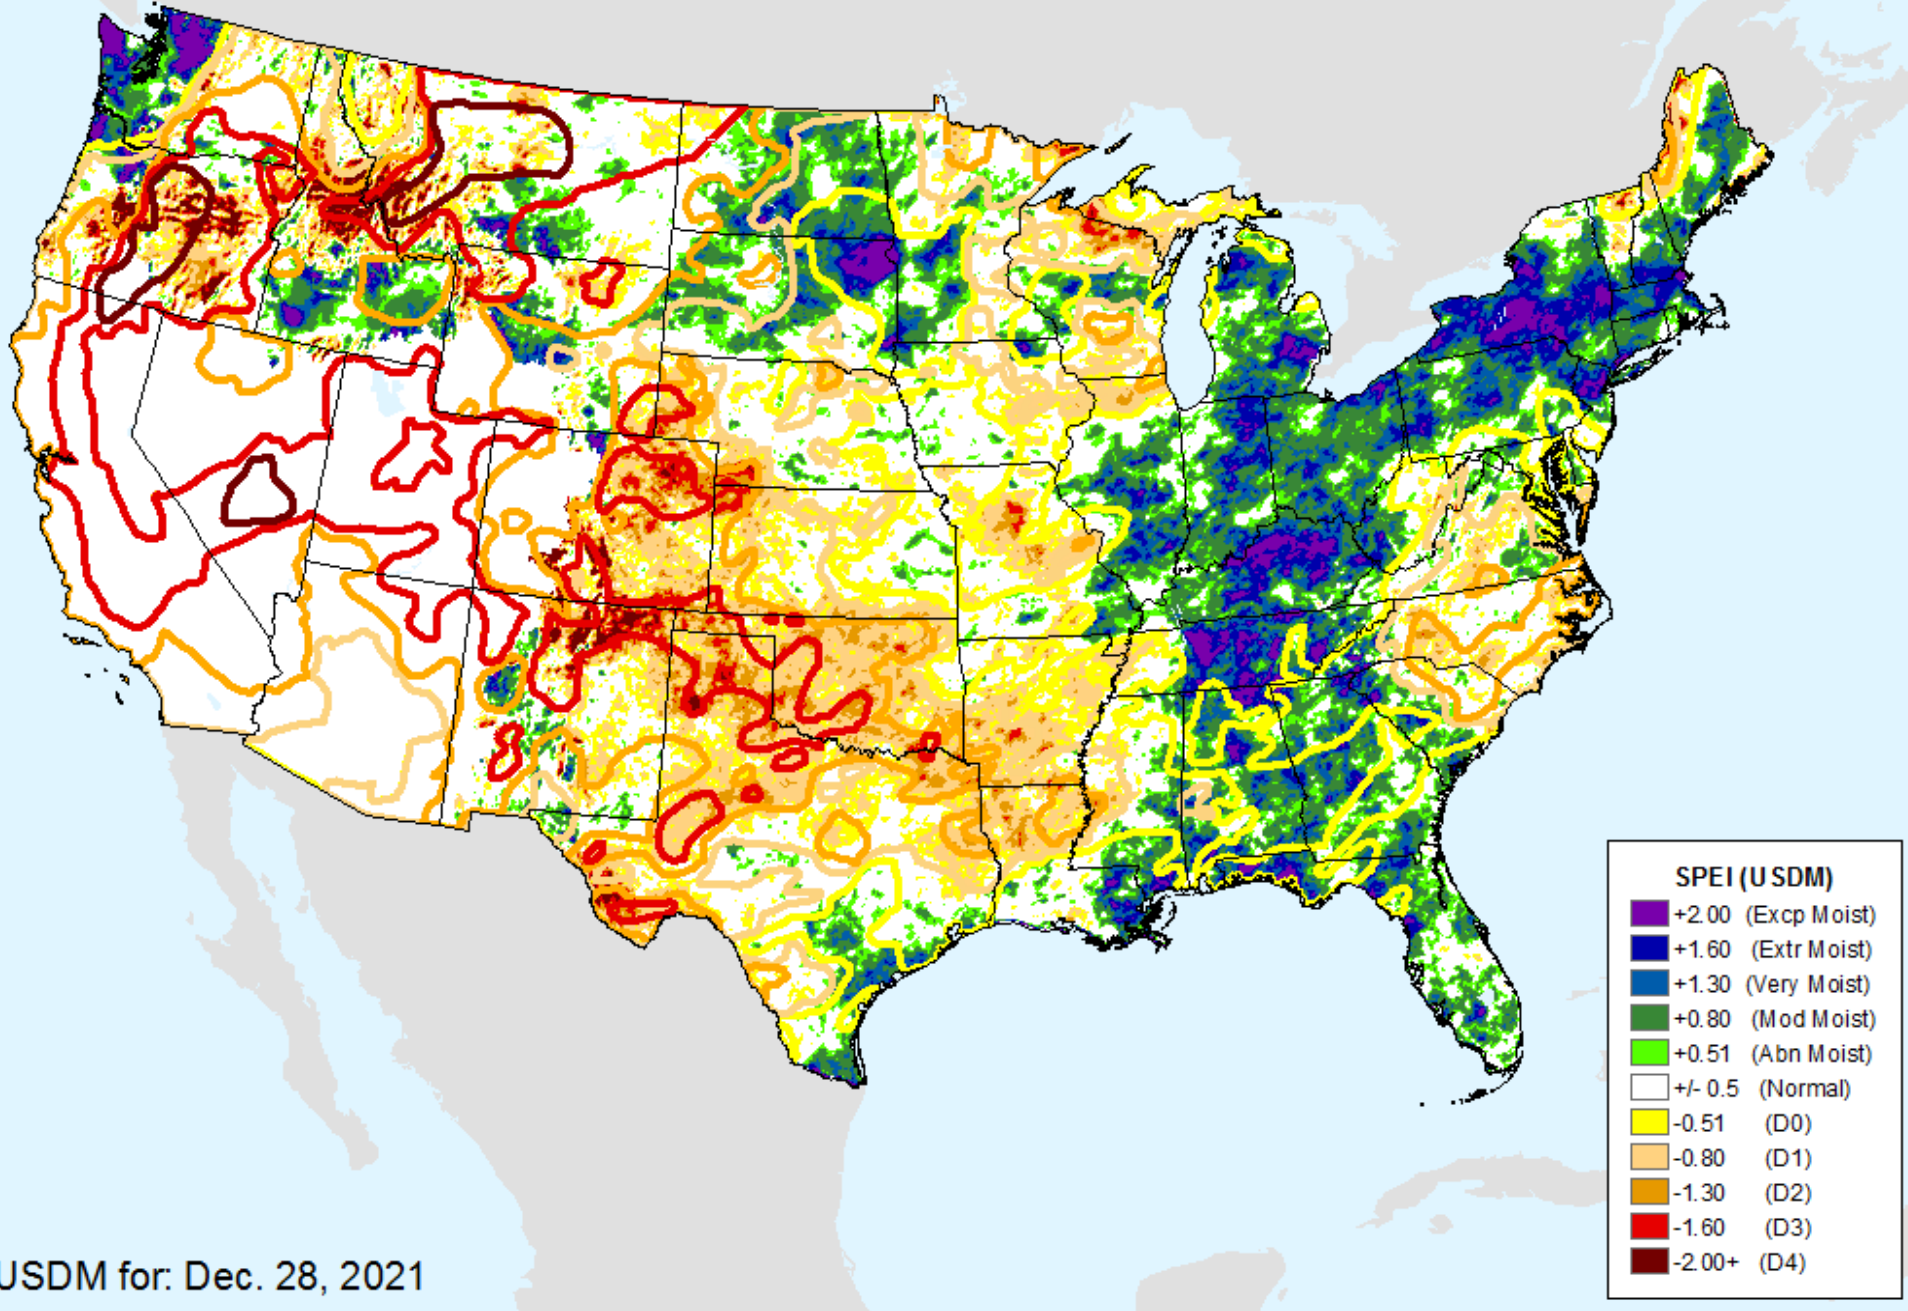 SPEI (USDM)
+2.00 (Excp Moist)
+1.60 (Extr Moist)
+1.30 (Very Moist)
+0.80 (Mod Moist)
+0.51 (Abn Moist)
+/- 0.5 (Normal)
-0.51 (D0)
-0.80 (D1)
-1.30 (D2)
-1.60 (D3)
-2.00+ (D4)
USDM for: Dec. 28, 2021